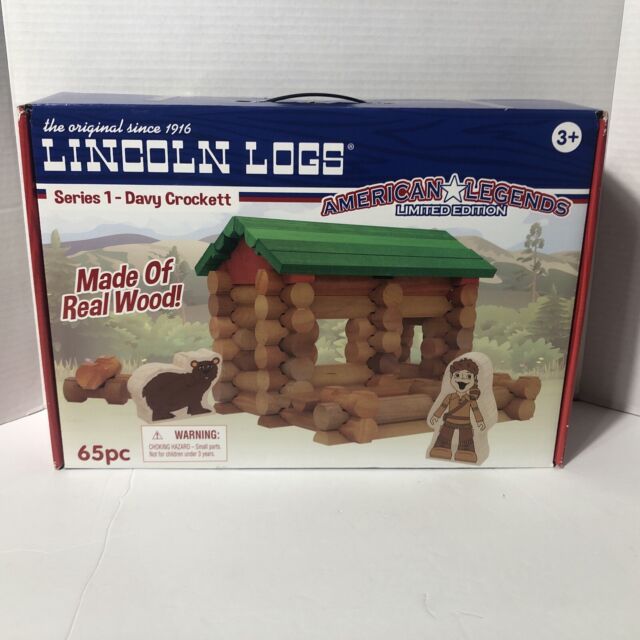 the original since 1916
LINCOLN LOGS®
3+
Series 1 - Davy Crockett
AMERICAN LEGENDS
LIMITED EDITION
Made Of
Real Wood!
WARNING:
CHOKING HAZARD - Small parts.
Not for children under 3 years.
65pc